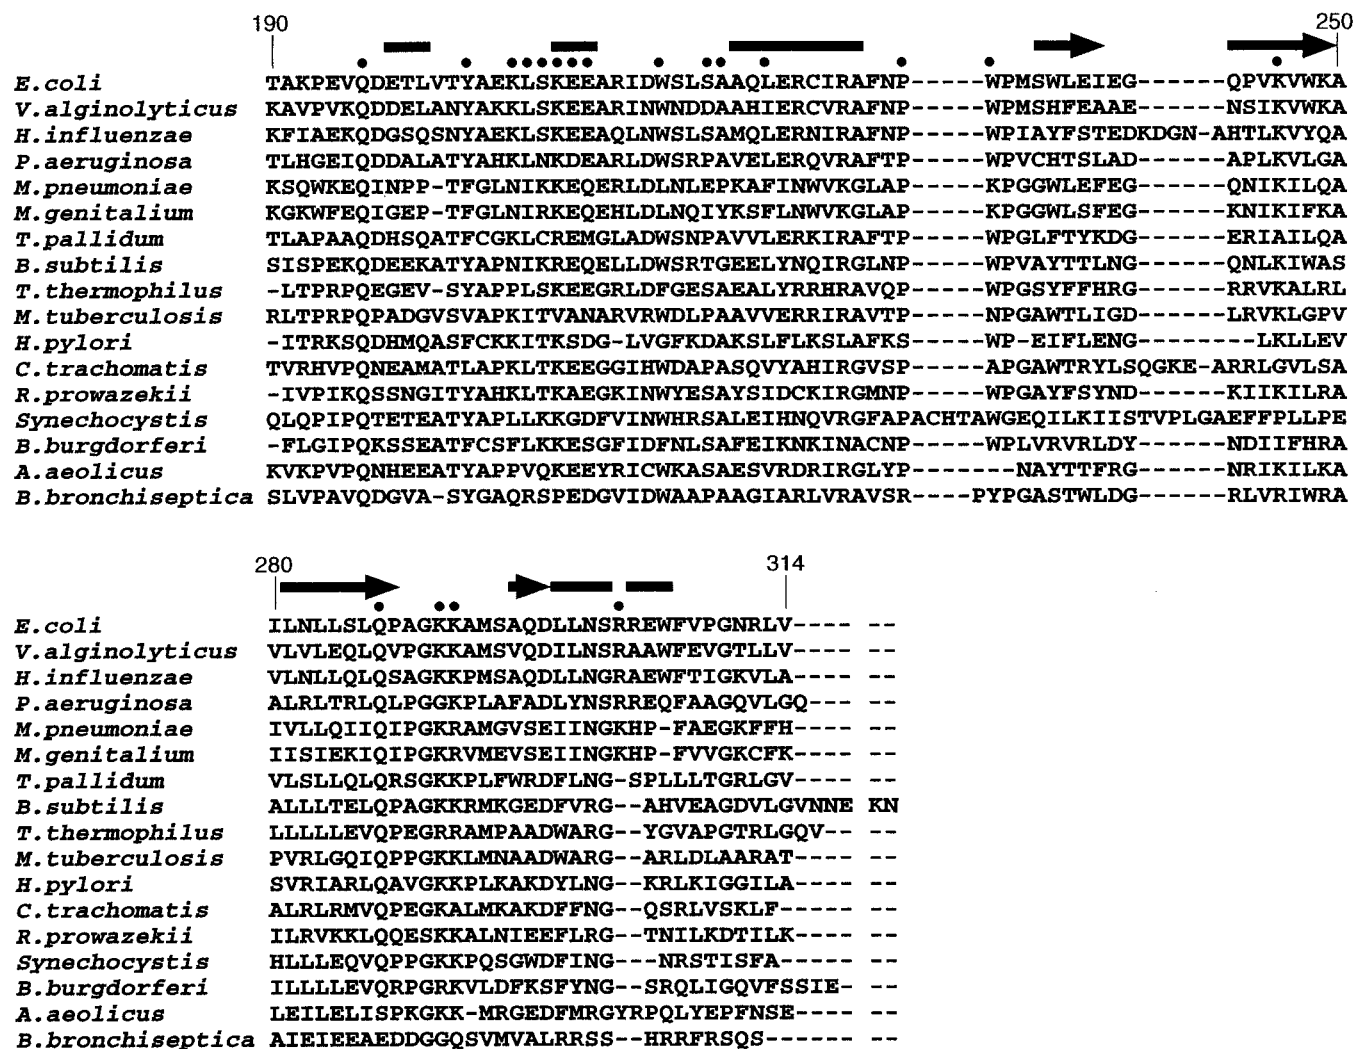 190 250
E.coli TAKPEVQDETLVTYAEKLSKEEARIDWSLSAAQLERCIRAFNP-----WPMSWLEIEG------QPVKVWKA
V.alginolyticus KAVPVKQDDELANYAEKLSKEEARINWNDDAAHIERCVRAFNP-----WPMSHFEAAE------NSIKVWKA
H.influenzae KFIAEKQDGSQSNYAEKLSKEEAQLNWSLSAMQLERNIRAFNP-----WPIAYFSTEDKDGN-AHTLKVYQA
P.aeruginosa TLHGEIQDDALATYAHKLNKDEARLDWSRPAVELERQVRAFTP-----WPVCHTSLAD------APLKVLGA
M.pneumoniae KSQWKEQINPP-TFGLNIKKEQERLDLNLEPKAFINWVKGLAP-----KPGGWLEFEG------QNIKILQA
M.genitalium KGKWFEQIGEP-TFGLNIRKEQEHLDLNQIYKSFLNWVKGLAP-----KPGGWLSFEG------KNIKIFKA
T.pallidum TLAPAAQDHSQATFCGKLCREMGLADWSNPAVVLERKIRAFTP-----WPGLFTYKDG------ERIAILQA
B.subtilis SISPEKQDEEKATYAPNIKREQELLDWSRTGEELYNQIRGLNP-----WPVAYTTLNG------QNLKIWAS
T.thermophilus -LTPRPQEGEV-SYAPPLSKEEGRLDFGESAEALYRRHRAVQP-----WPGSYFFHRG------RRVKALRL
M.tuberculosis RLTPRPQPADGVSVAPKITVANARVRWDLPAAVVERRIRAVTP-----NPGAWTLIGD------LRVKLGPV
H.pylori -ITRKSQDHMQASFCKKITKSDG-LVGFKDAKSLFLKSLAFKS-----WP-EIFLENG--------LKLLEV
C.trachomatis TVRHVPQNEAMATLAPKLTKEEGGIHWDAPASQVYAHIRGVSP-----APGAWTRYLSQGKE-ARRLGVLSA
R.prowazekii -IVPIKQSSNGITYAHKLTKAEGKINWYESAYSIDCKIRGMNP-----WPGAYFSYND------KIIKILRA
Synechocystis QLQPIPQTETEATYAPLLKKGDFVINWHRSALEIHNQVRGFAPACHTAWGEQILKIISTVPLGAEFFPLLPE
B.burgdorferi -FLGIPQKSSEATFCSFLKKESGFIDFNLSAFEIKNKINACNP-----WPLVRVRLDY------NDIIFHRA
A.aeolicus KVKPVPQNHEEATYAPPVQKEEYRICWKASAESVRDRIRGLYP-------NAYTTFRG------NRIKILKA
B.bronchiseptica SLVPAVQDGVA-SYGAQRSPEDGVIDWAAPAAGIARLVRAVSR----PYPGASTWLDG------RLVRIWRA
280 314
E.coli ILNLLSLQPAGKKAMSAQDLLNSRREWFVPGNRLV---- --
V.alginolyticus VLVLEQLQVPGKKAMSVQDILNSRAAWFEVGTLLV---- --
H.influenzae VLNLLQLQSAGKKPMSAQDLLNGRAEWFTIGKVLA---- --
P.aeruginosa ALRLTRLQLPGGKPLAFADLYNSRREQFAAGQVLGQ--- --
M.pneumoniae IVLLQIIQIPGKRAMGVSEIINGKHP-FAEGKFFH---- --
M.genitalium IISIEKIQIPGKRVMEVSEIINGKHP-FVVGKCFK---- --
T.pallidum VLSLLQLQRSGKKPLFWRDFLNG-SPLLLTGRLGV---- --
B.subtilis ALLLTELQPAGKKRMKGEDFVRG--AHVEAGDVLGVNNE KN
T.thermophilus LLLLLEVQPEGRRAMPAADWARG--YGVAPGTRLGQV-- --
M.tuberculosis PVRLGQIQPPGKKLMNAADWARG--ARLDLAARAT---- --
H.pylori SVRIARLQAVGKKPLKAKDYLNG--KRLKIGGILA---- --
C.trachomatis ALRLRMVQPEGKALMKAKDFFNG--QSRLVSKLF----- --
R.prowazekii ILRVKKLQQESKKALNIEEFLRG--TNILKDTILK---- --
Synechocystis HLLLEQVQPPGKKPQSGWDFING--NRSTISFA----- --
B.burgdorferi ILLLLEVQRPGRKVLDFKSFYNG--SRQLIGQVFSSIE- --
A.aeolicus LEILELISPKGKK-MRGEDFMRGYRPQLYEPFNSE---- --
B.bronchiseptica AIEIEEAEDDGGQSVMVALRRSS--HRRFRSQS------ --